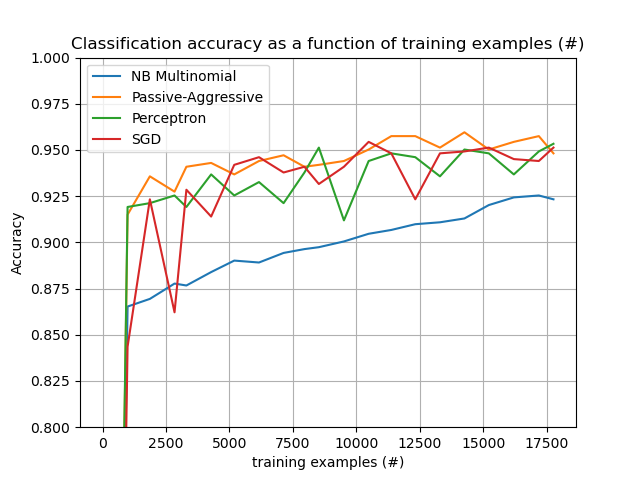 Classification accuracy as a function of training examples (#)
1.000
0.975
0.950
0.925
0.900
0.875
0.850
0.825
0.800
Accuracy
NB Multinomial
Passive-Aggressive
Perceptron
SGD
0 2500 5000 7500 10000 12500 15000 17500
training examples (#)